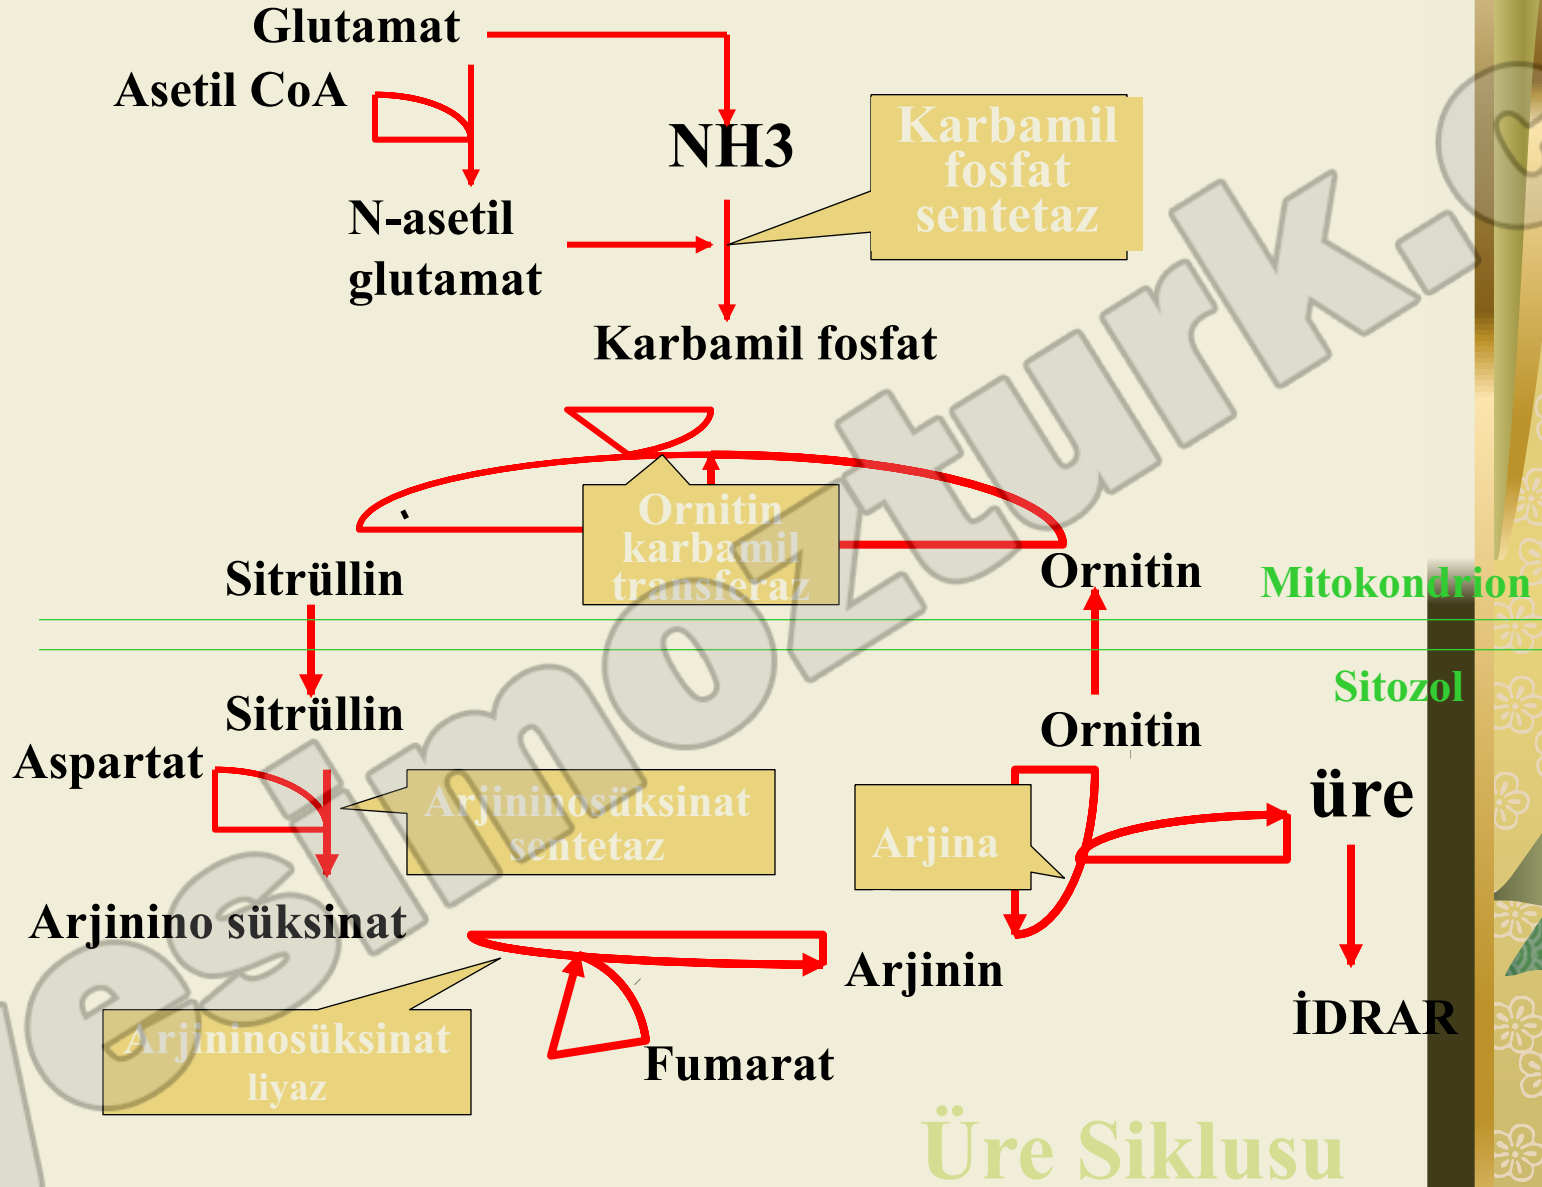 Glutamat
Asetil CoA
NH3
Karbamil
fosfat
sentetaz
N-asetil
glutamat
Karbamil fosfat
Ornitin
karbamil
transferaz
Sitrüllin
Ornitin
Mitokondrion
Sitozol
Sitrüllin
Ornitin
Aspartat
Arjininosüksinat
sentetaz
Arjina
üre
Arjinino süksinat
Arjinin
İDRAR
Arjininosüksinat
liyaz
Fumarat
Üre Siklusu
yesimozturk.c